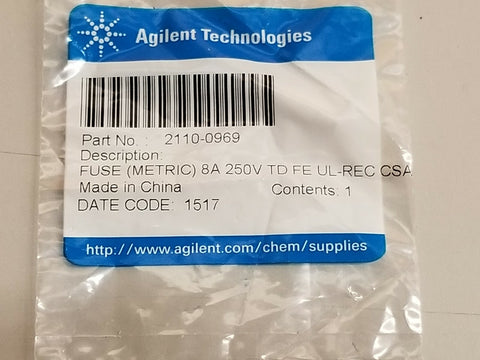 Agilent Technologies
Part No. : 2110-0969
Description:
FUSE (METRIC) 8A 250V TD FE UL-REC CSA
Made in China Contents: 1
DATE CODE: 1517
http://www.agilent.com/chem/supplies